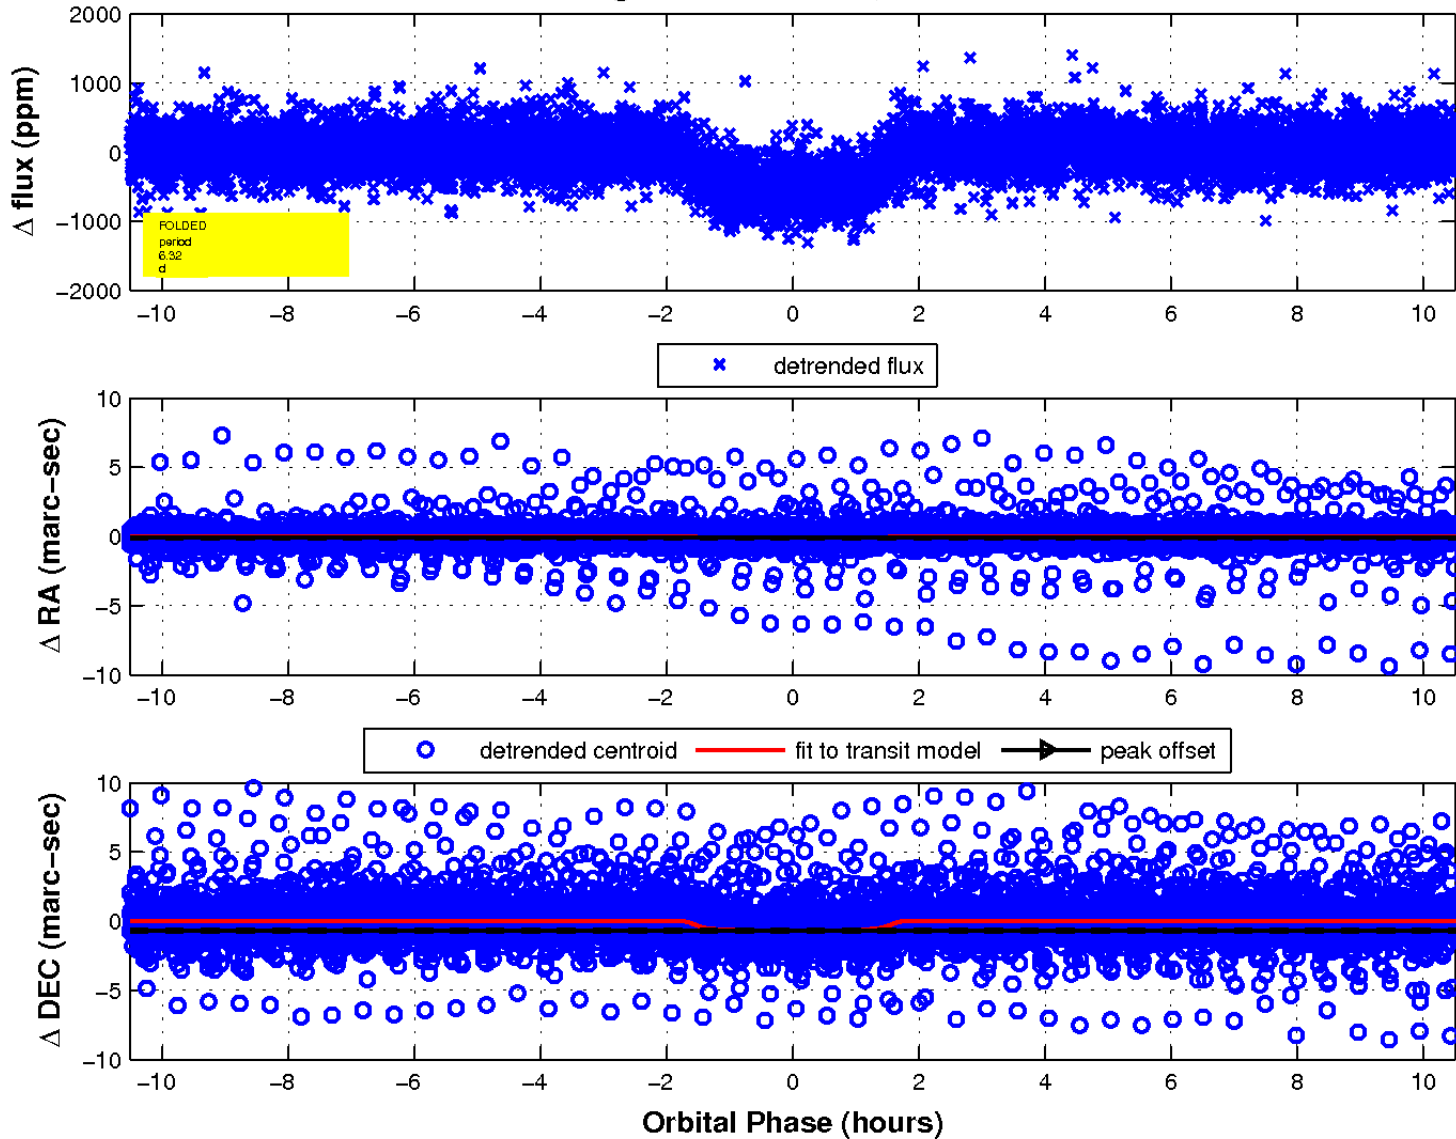 2000
1000
0
−1000
−2000
Δ flux (ppm)
FOLDED
period
6.32
d
−10 −8 −6 −4 −2 0 2 4 6 8 10
detrended flux
10
5
0
−5
−10
Δ RA (marc−sec)
−10 −8 −6 −4 −2 0 2 4 6 8 10
detrended centroid fit to transit model peak offset
10
5
0
−5
−10
Δ DEC (marc−sec)
−10 −8 −6 −4 −2 0 2 4 6 8 10
Orbital Phase (hours)